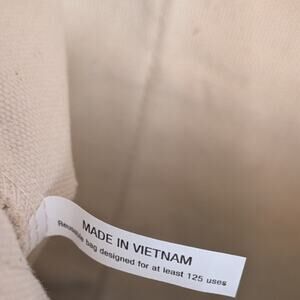 MADE IN VIETNAM
Reusable bag designed for at least 125 uses